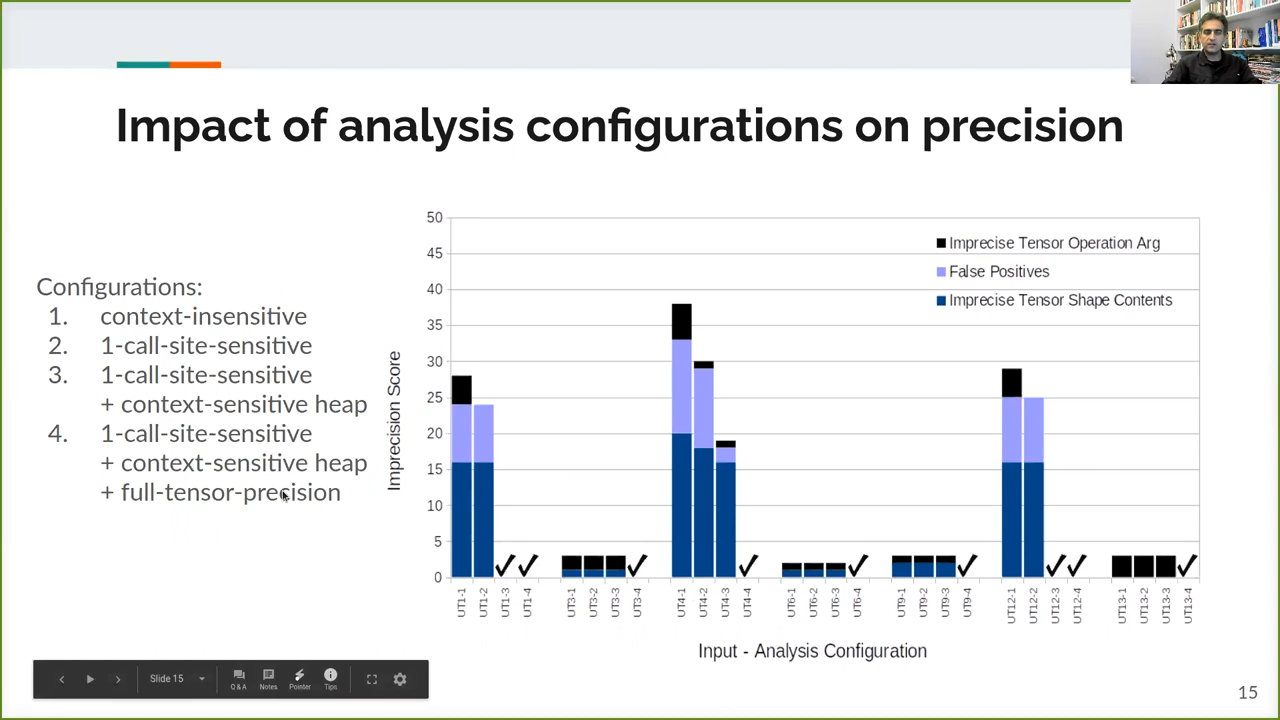 Impact of analysis configurations on precision
Configurations:
1. context-insensitive
2. 1-call-site-sensitive
3. 1-call-site-sensitive
+ context-sensitive heap
4. 1-call-site-sensitive
+ context-sensitive heap
+ full-tensor-precision
Imprecision Score
50
45
40
35
30
25
20
15
10
5
0
Imprecise Tensor Operation Arg
False Positives
Imprecise Tensor Shape Contents
UT1-1
UT1-2
UT1-3
UT1-4
UT3-1
UT3-2
UT3-3
UT3-4
UT4-1
UT4-2
UT4-3
UT4-4
UT6-1
UT6-2
UT6-3
UT6-4
UT9-1
UT9-2
UT9-3
UT9-4
UT12-1
UT12-2
UT12-3
UT12-4
UT13-1
UT13-2
UT13-3
UT13-4
Input - Analysis Configuration
Slide 15
Q & A
Notes
Pointer
Tips
15